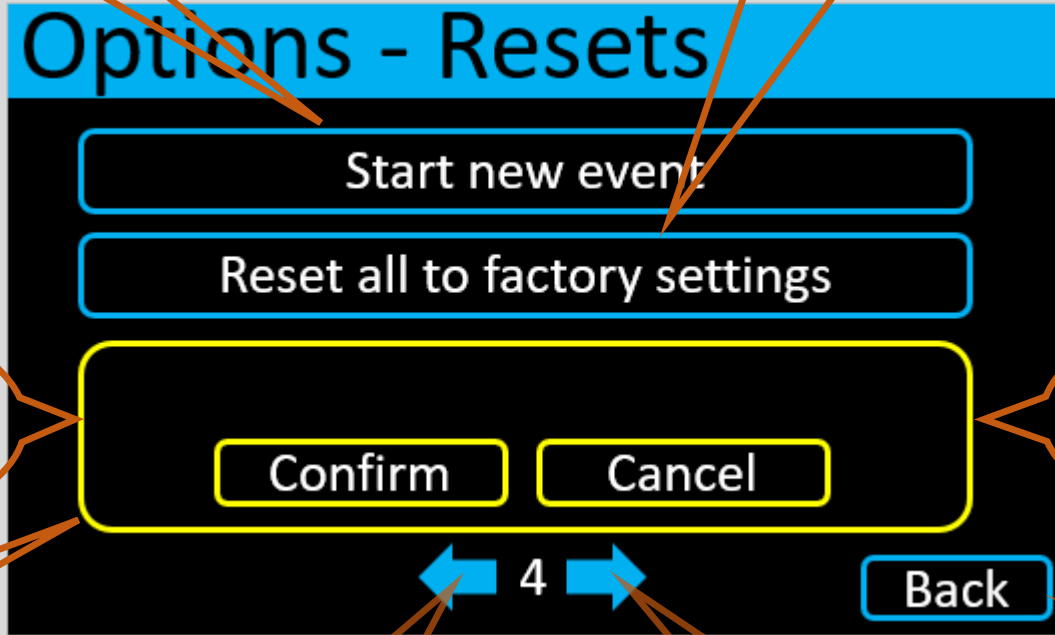 Options - Resets
Start new event
Reset all to factory settings
Confirm Cancel
4
Back